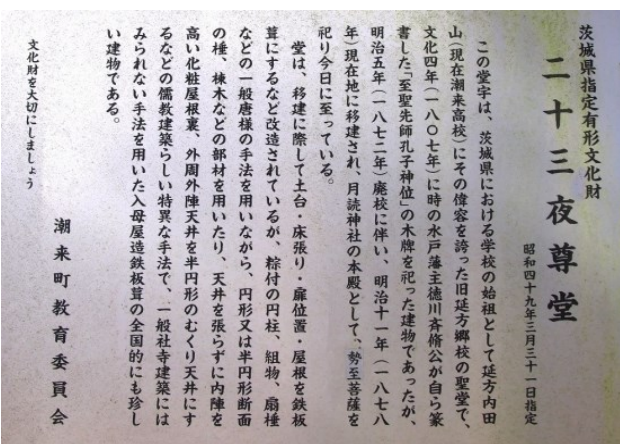 茨城県指定有形文化財
二十三夜尊堂
昭和四十九年三月三十一日指定
この堂宇は、茨城県における学校の始祖として延方内田
山(現在潮来高校)にその偉容を誇った旧延方郷校の聖堂で、
文化四年(一八〇七年)に時の水戸藩主徳川斉脩公が自ら篆
書した「至聖先師孔子神位」の木牌を祀った建物であったが、
明治五年(一八七二年)廃校に伴い、明治十一年(一八七八
年)現在地に移建され、月読神社の本殿として、勢至菩薩を
祀り今日に至っている。
堂は、移建に際して土台・床張り・扉位置・屋根を鉄板
葺にするなど改造されているが、粽付の円柱、組物、扇棰
などの一般唐様の手法を用いながら、円形又は半円形断面
の棰、棟木などの部材を用いたり、天井を張らずに内陣を
高い化粧屋根裏、外周外陣天井を半円形のむくり天井にす
るなどの儒教建築らしい特異な手法で、一般社寺建築には
みられない手法を用いた入母屋造鉄板葺の全国的にも珍し
い建物である。
文化財を大切にしましょう
潮来町教育委員会